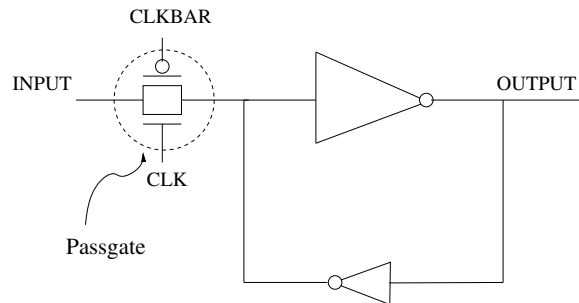 CLKBAR
INPUT
OUTPUT
CLK
Passgate